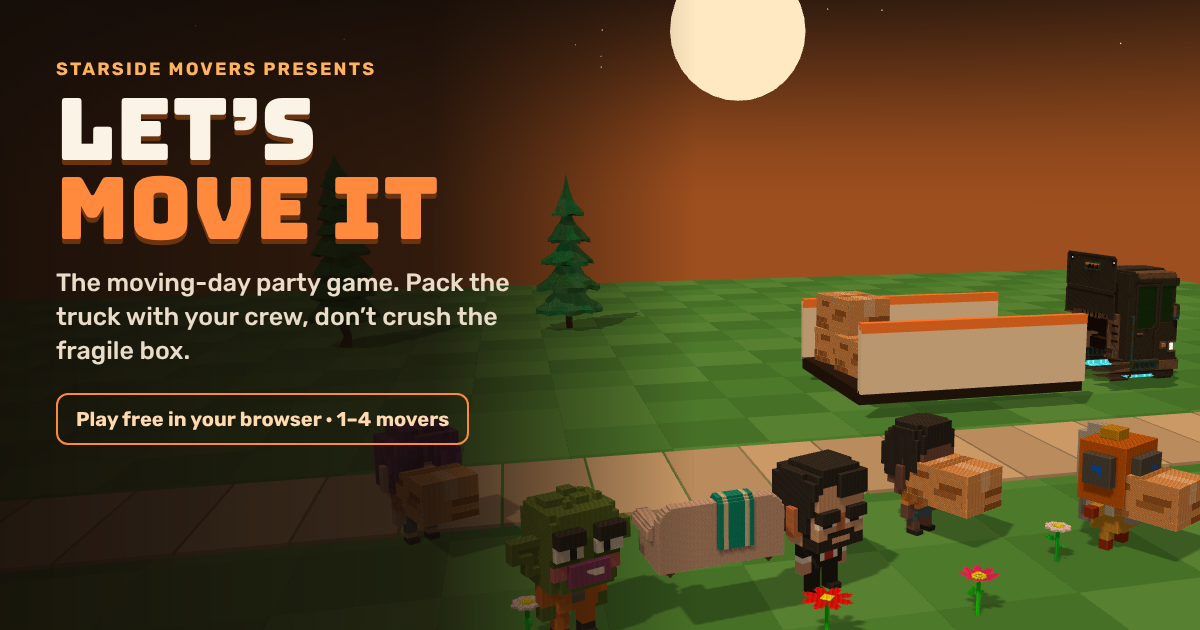 STARSIDE MOVERS PRESENTS
LET’S
MOVE IT
The moving-day party game. Pack the
truck with your crew, don’t crush the
fragile box.
Play free in your browser • 1–4 movers